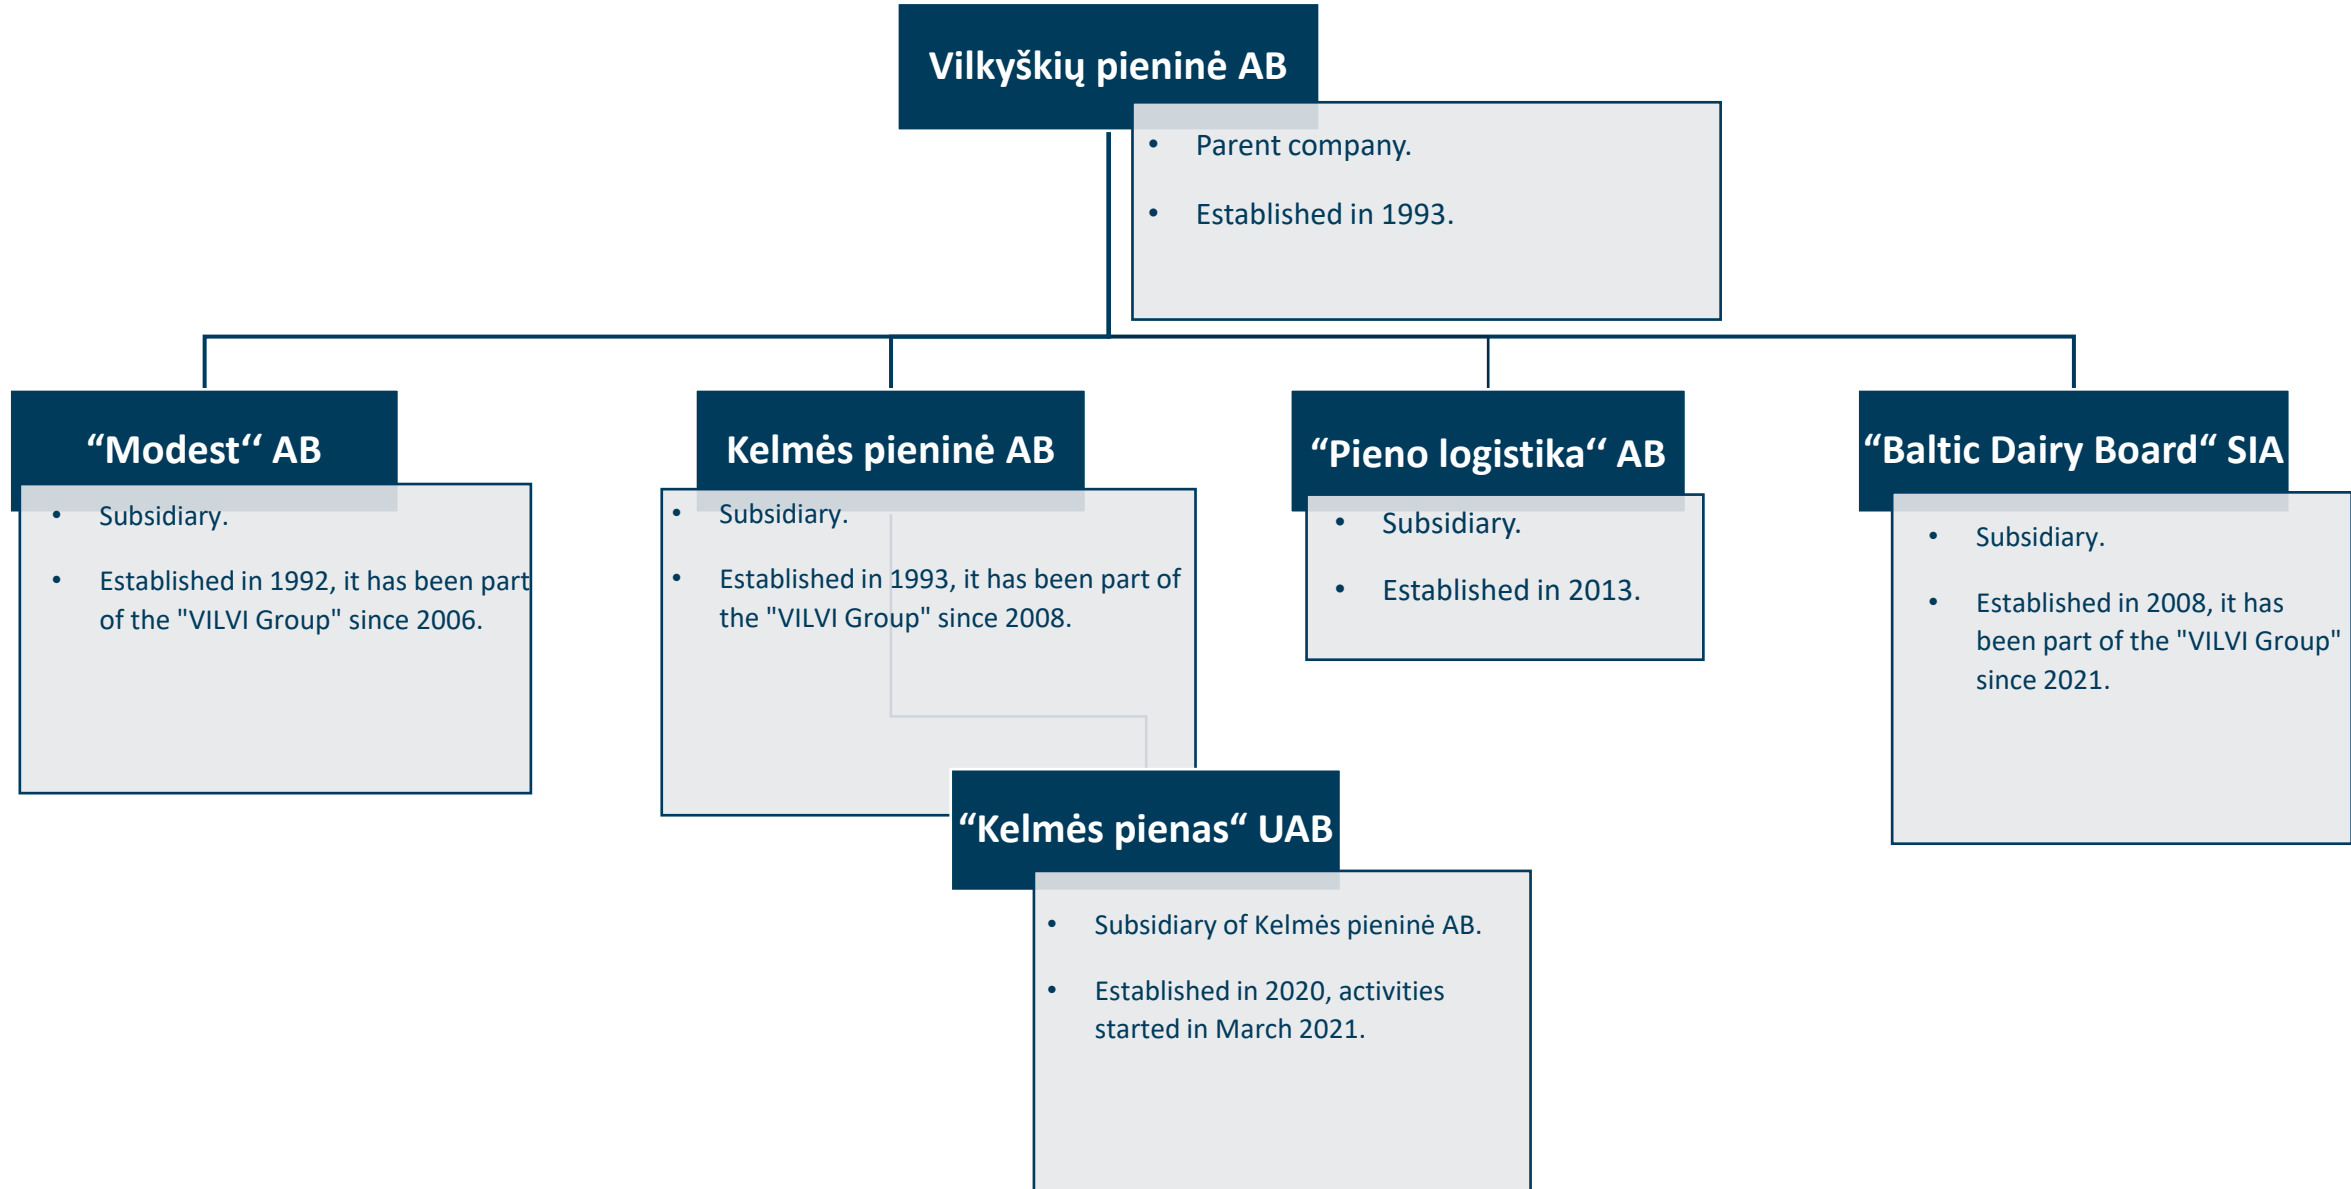 Vilkyškių pieninė AB
• Parent company.
• Established in 1993.
“Modest‘‘ AB
• Subsidiary.
• Established in 1992, it has been part
of the "VILVI Group" since 2006.
Kelmės pieninė AB
• Subsidiary.
• Established in 1993, it has been part of
the "VILVI Group" since 2008.
“Pieno logistika‘‘ AB
• Subsidiary.
• Established in 2013.
“Baltic Dairy Board“ SIA
• Subsidiary.
• Established in 2008, it has
been part of the "VILVI Group"
since 2021.
“Kelmės pienas“ UAB
• Subsidiary of Kelmės pieninė AB.
• Established in 2020, activities
started in March 2021.